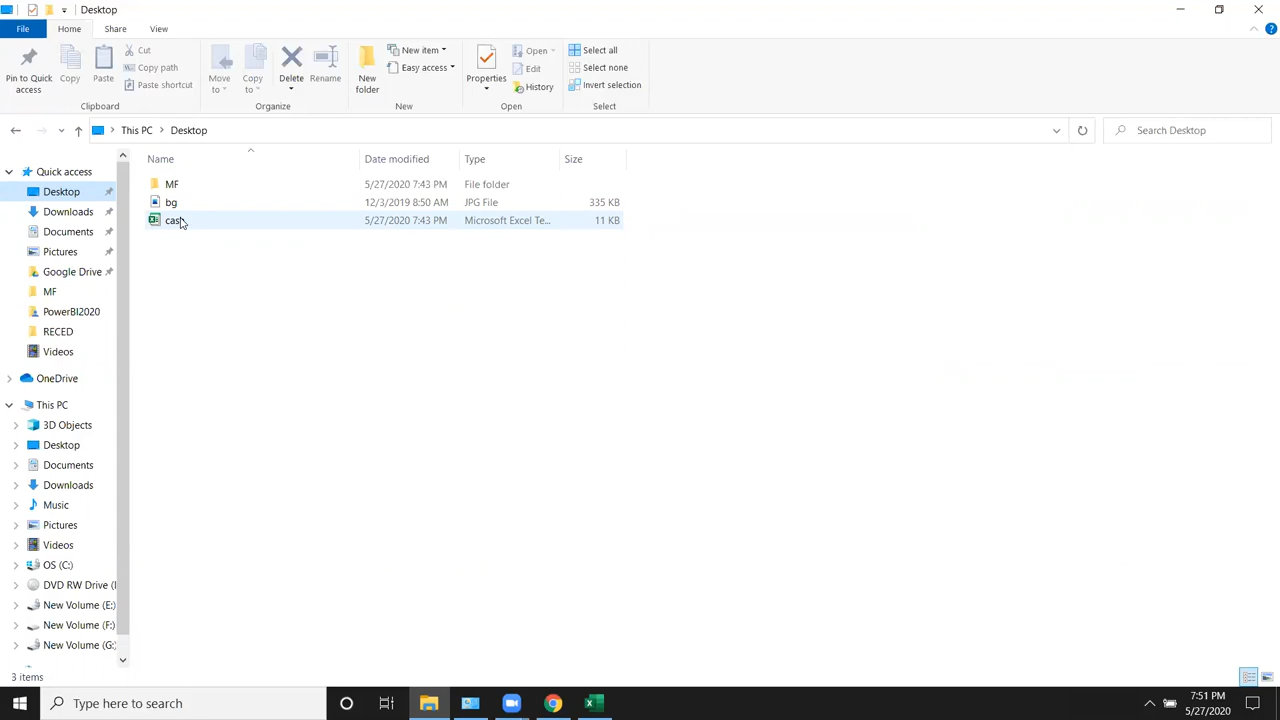 Desktop
File Home Share View
Pin to Quick access
Copy
Paste
Cut
Copy path
Paste shortcut
Clipboard
Move to
Copy to
Delete
Rename
Organize
New folder
New item
Easy access
New
Properties
Open
Edit
History
Open
Select all
Select none
Invert selection
Select
This PC Desktop
Search Desktop
Name Date modified Type Size
MF 5/27/2020 7:43 PM File folder
bg 12/3/2019 8:50 AM JPG File 335 KB
5/27/2020 7:43 PM Microsoft Excel Te... 11 KB
Quick access
Desktop
Downloads
Documents
Pictures
Google Drive
MF
PowerBI2020
RECED
Videos
OneDrive
This PC
3D Objects
Desktop
Documents
Downloads
Music
Pictures
Videos
OS (C:)
DVD RW Drive (
New Volume (E:)
New Volume (F:)
New Volume (G:)
3 items
Type here to search
7:51 PM
5/27/2020